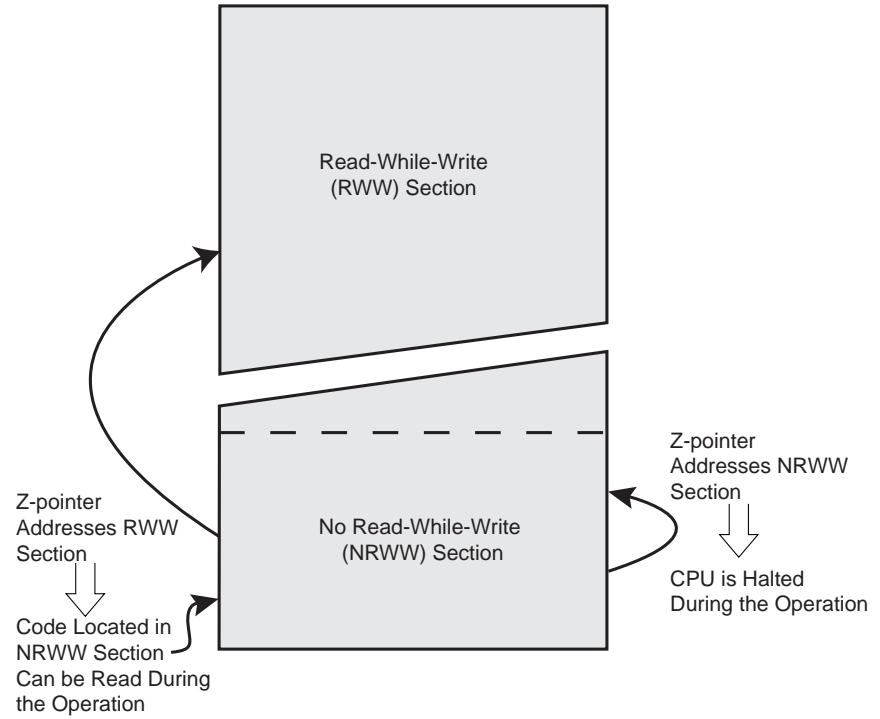 Read-While-Write
(RWW) Section
Z-pointer
Addresses NRWW
Section
Z-pointer
Addresses RWW
Section
No Read-While-Write
(NRWW) Section
CPU is Halted
During the Operation
Code Located in
NRWW Section
Can be Read During
the Operation